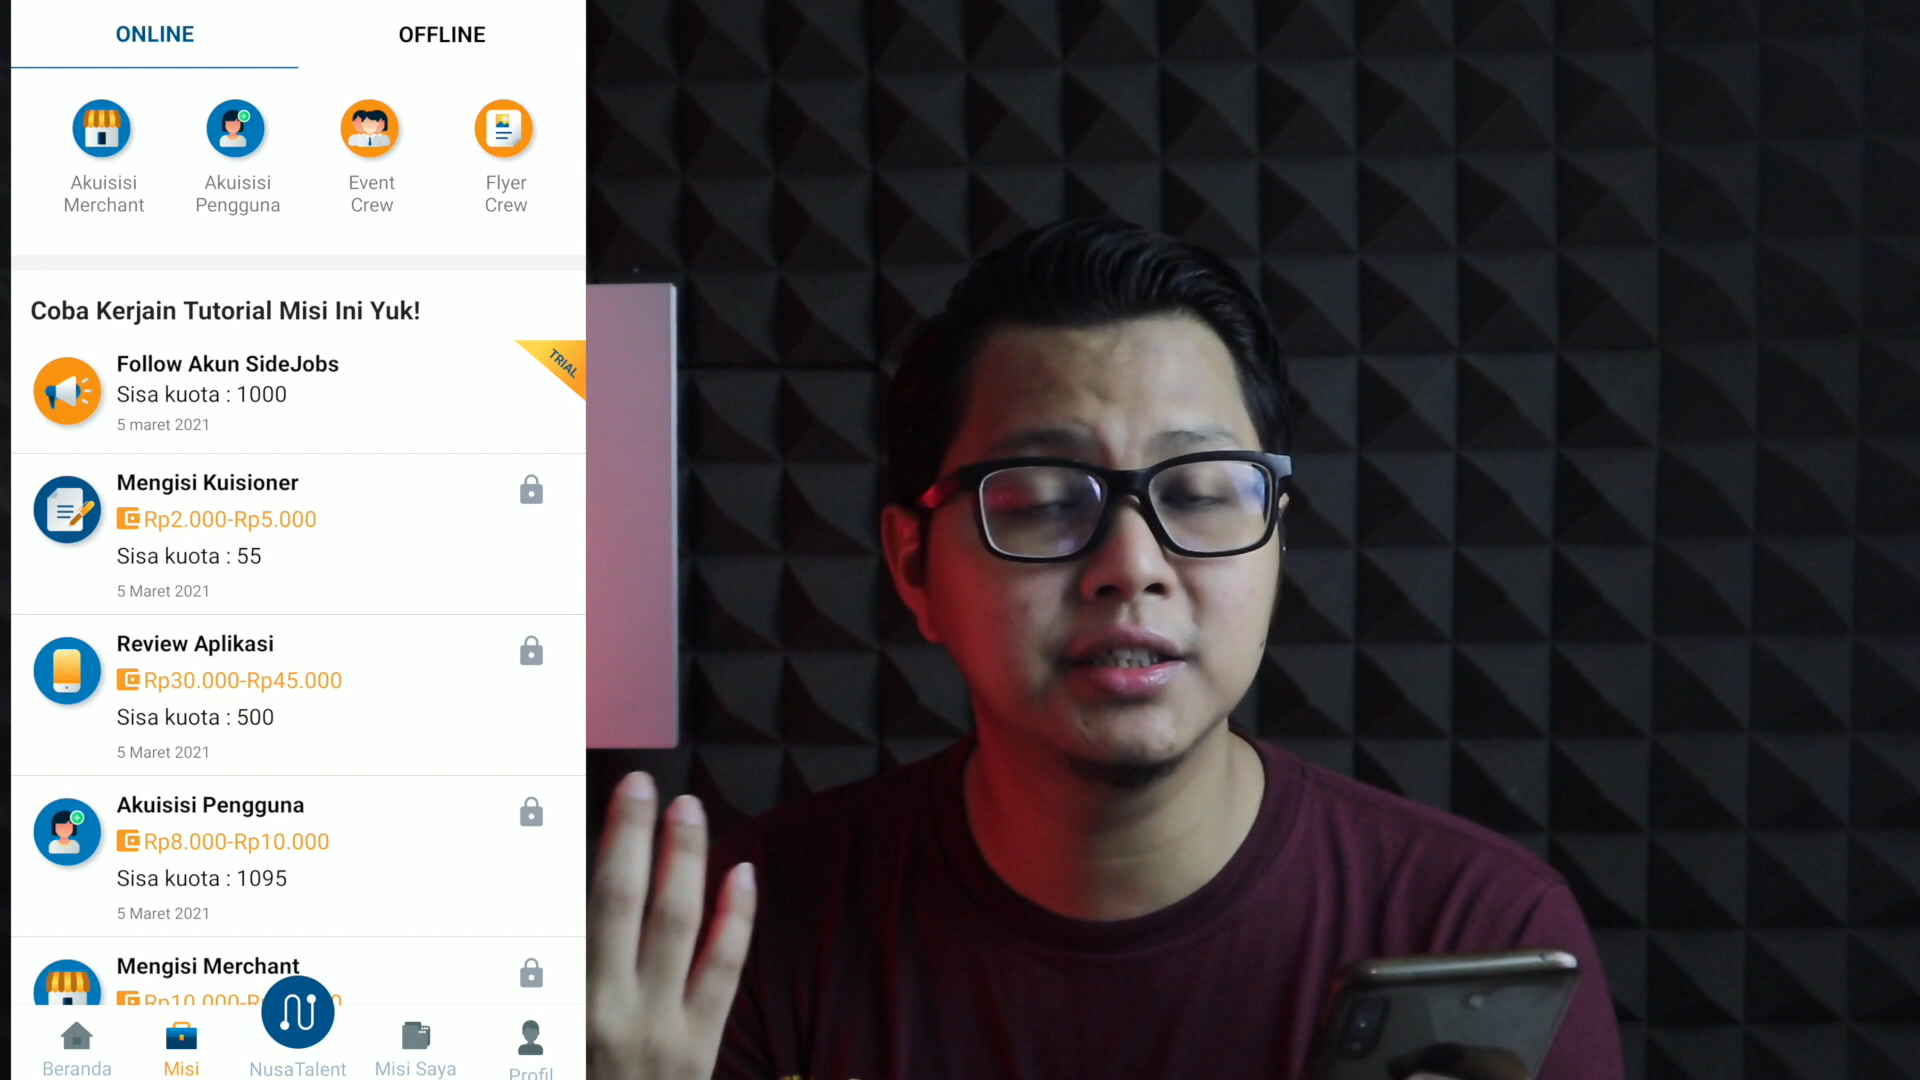 ONLINE
OFFLINE
Akuisisi
Merchant
Akuisisi
Pengguna
Event
Crew
Flyer
Crew
Coba Kerjain Tutorial Misi Ini Yuk!
TRIAL
Follow Akun SideJobs
Sisa kuota : 1000
5 maret 2021
Mengisi Kuisioner
Rp2.000-Rp5.000
Sisa kuota : 55
5 Maret 2021
Review Aplikasi
Rp30.000-Rp45.000
Sisa kuota : 500
5 Maret 2021
Akuisisi Pengguna
Rp8.000-Rp10.000
Sisa kuota : 1095
5 Maret 2021
Mengisi Merchant
Beranda
Misi
NusaTalent
Misi Saya
Profil